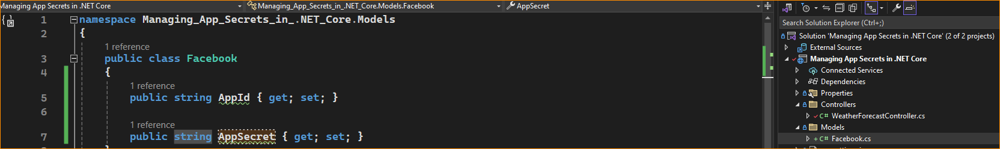 Managing App Secrets in .NET Core
Managing_App_Secrets_in_.NET_Core.Models.Facebook
AppSecret
1 namespace Managing_App_Secrets_in_.NET_Core.Models
2 {
1 reference
3 public class Facebook
4 {
1 reference
5 public string AppId { get; set; }
6
1 reference
7 public string AppSecret { get; set; }
Search Solution Explorer (Ctrl+;)
Solution 'Managing App Secrets in .NET Core' (2 of 2 projects)
External Sources
Managing App Secrets in .NET Core
Connected Services
Dependencies
Properties
Controllers
C# WeatherForecastController.cs
Models
C# Facebook.cs